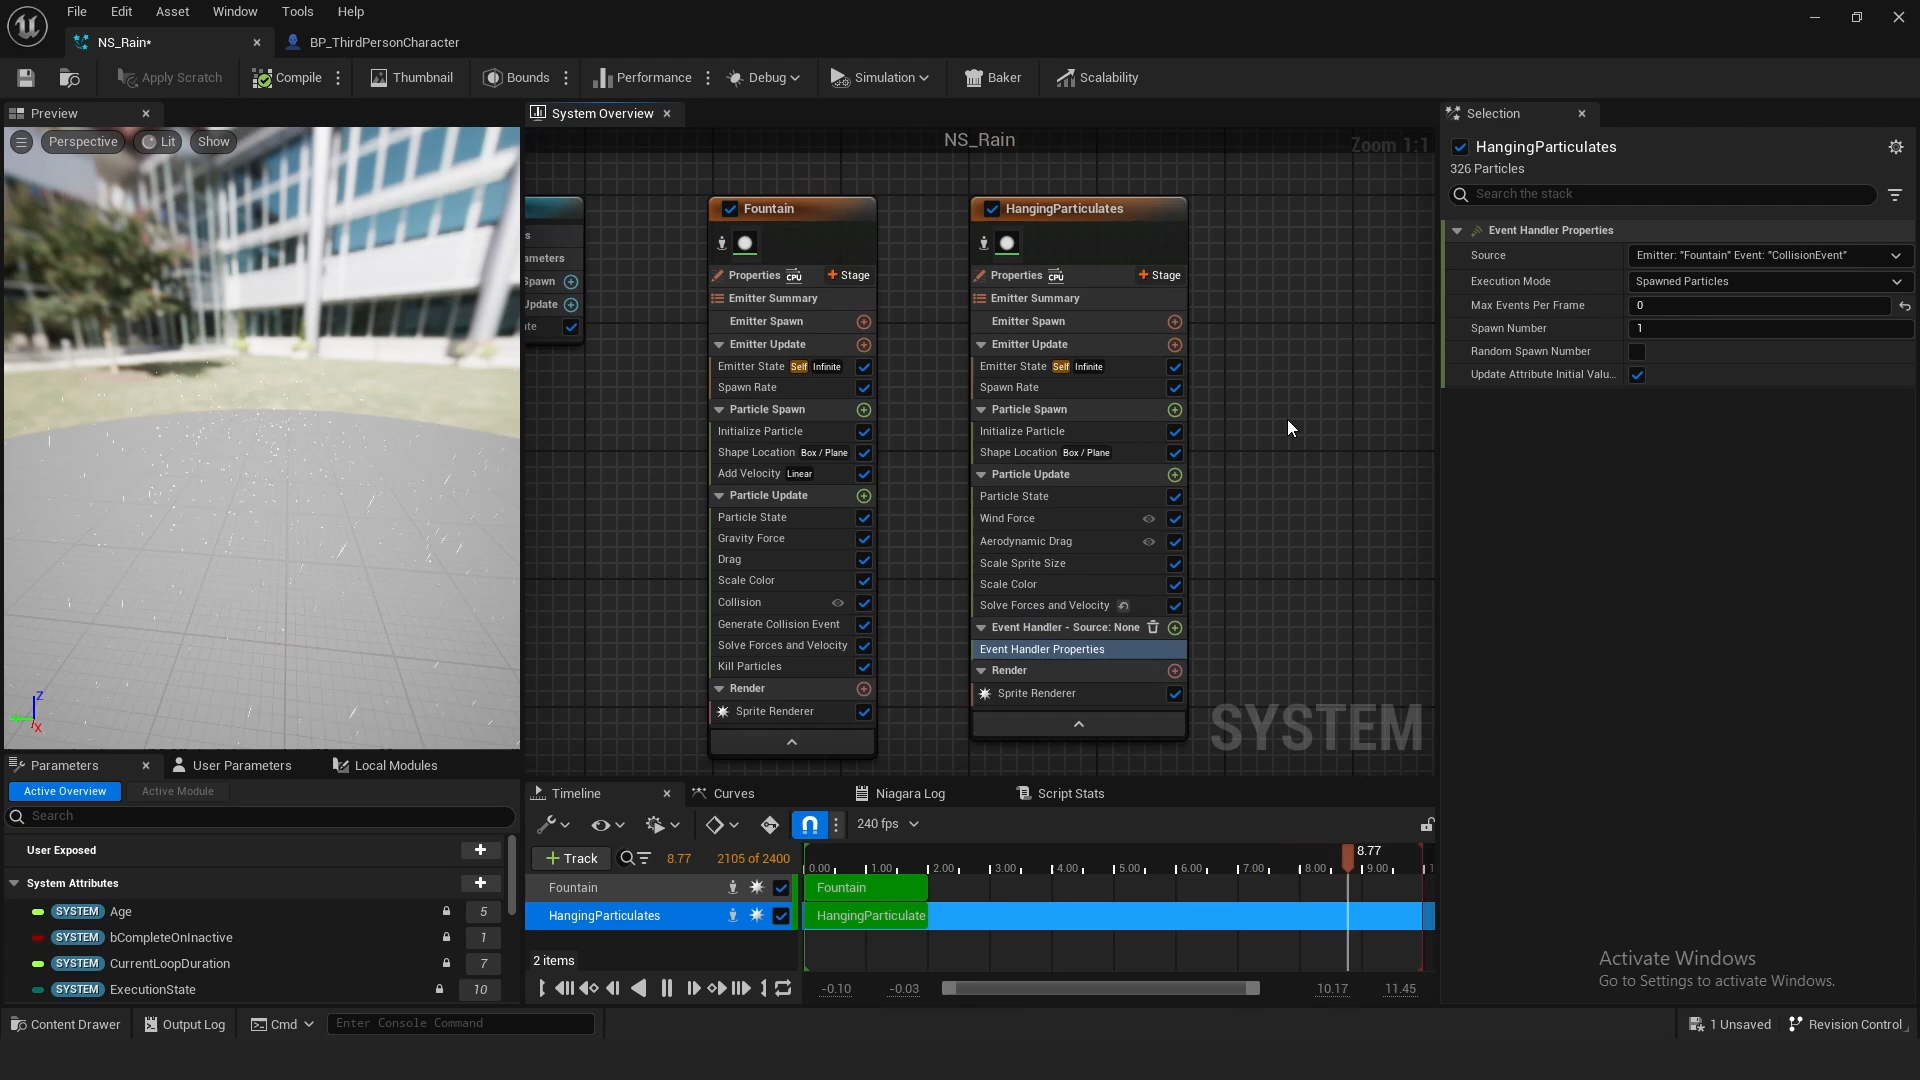 File Edit Asset Window Tools Help
NS_Rain*
BP_ThirdPersonCharacter
Apply Scratch Compile Thumbnail Bounds Performance Debug Simulation Baker Scalability
Preview
Perspective Lit Show
Z
X
System Overview
NS_Rain
Zoom 1:1
s
ameters
Spawn
Update
te
Fountain
Properties CPU + Stage
Emitter Summary
Emitter Spawn
Emitter Update
Emitter State Self Infinite
Spawn Rate
Particle Spawn
Initialize Particle
Shape Location Box / Plane
Add Velocity Linear
Particle Update
Particle State
Gravity Force
Drag
Scale Color
Collision
Generate Collision Event
Solve Forces and Velocity
Kill Particles
Render
Sprite Renderer
HangingParticulates
Properties CPU + Stage
Emitter Summary
Emitter Spawn
Emitter Update
Emitter State Self Infinite
Spawn Rate
Particle Spawn
Initialize Particle
Shape Location Box / Plane
Particle Update
Particle State
Wind Force
Aerodynamic Drag
Scale Sprite Size
Scale Color
Solve Forces and Velocity
Event Handler - Source: None
Event Handler Properties
Render
Sprite Renderer
SYSTEM
Selection
HangingParticulates
326 Particles
Search the stack
Event Handler Properties
Source Emitter: "Fountain" Event: "CollisionEvent"
Execution Mode Spawned Particles
Max Events Per Frame 0
Spawn Number 1
Random Spawn Number
Update Attribute Initial Valu...
Parameters User Parameters Local Modules
Active Overview Active Module
Search
User Exposed
System Attributes
SYSTEM Age 5
SYSTEM bCompleteOnInactive 1
SYSTEM CurrentLoopDuration 7
SYSTEM ExecutionState 10
Timeline Curves Niagara Log Script Stats
240 fps
+ Track 8.77 2105 of 2400
8.77
0.00 1.00 2.00 3.00 4.00 5.00 6.00 7.00 8.00 9.00 1
Fountain Fountain
HangingParticulates HangingParticulate
2 items
-0.10 -0.03 10.17 11.45
Activate Windows
Go to Settings to activate Windows.
Content Drawer Output Log Cmd Enter Console Command 1 Unsaved Revision Control